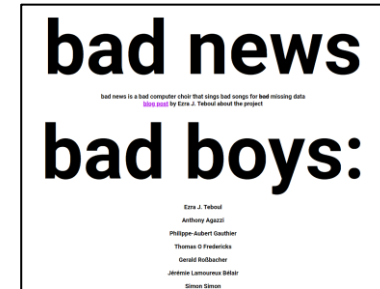 bad news
bad news is a bad computer choir that sings bad songs for bad missing data
blog post by Ezra J. Teboul about the project
bad boys:
Ezra J. Teboul
Anthony Agazzi
Philippe-Aubert Gauthier
Thomas O Fredericks
Gerald Roßbacher
Jérémie Lamoureux Bélair
Simon Simon